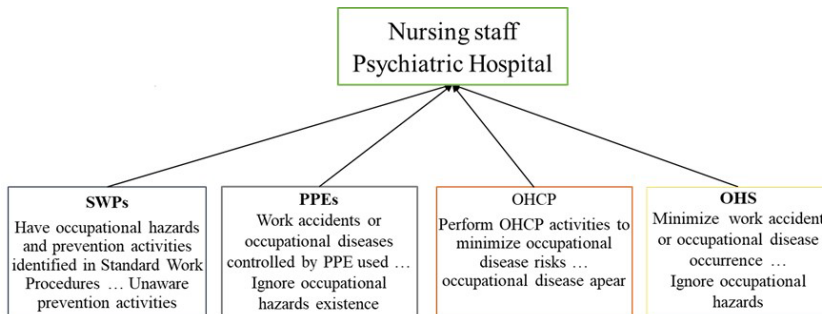 Nursing staff
Psychiatric Hospital
SWPs
Have occupational hazards
and prevention activities
identified in Standard Work
Procedures ... Unaware
prevention activities
PPEs
Work accidents or
occupational diseases
controlled by PPE used ...
Ignore occupational
hazards existence
OHCP
Perform OHCP activities to
minimize occupational
disease risks ...
occupational disease apear
OHS
Minimize work accident
or occupational disease
occurrence ...
Ignore occupational
hazards